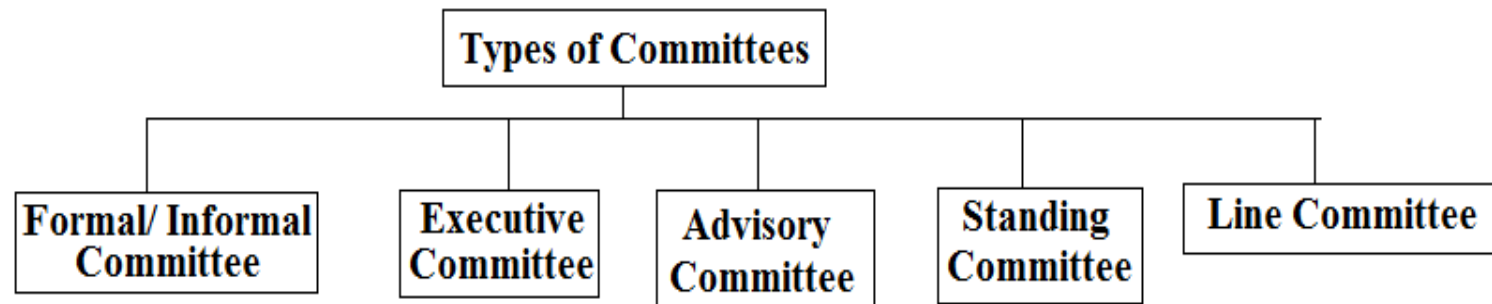 Types of Committees
Formal/ Informal
Committee
Executive
Committee
Advisory
Committee
Standing
Committee
Line Committee